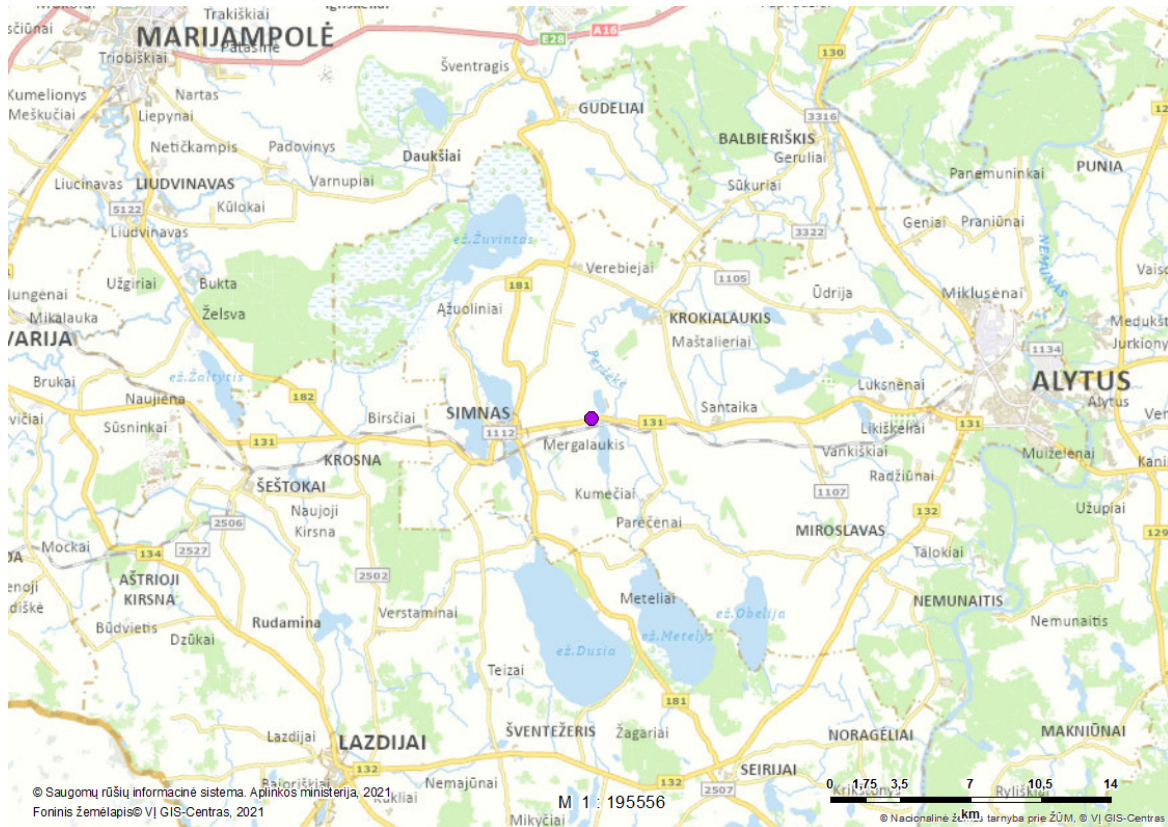 Trakiškiai
MARIJAMPOLĖ
Patašinė
Triobiškiai
E28
A16
Šventragis
130
Kumelionys
Meškučiai
Nartas
Liepynai
GUDELIAI
3316
BALBIERIŠKIS
Geruliai
PUNIA
Netičkampis
Padovinys
Daukšiai
Panemuninkai
Liucinavas
LIUDVINAVAS
Varnupiai
Sūkuriai
Kūlokai
5122
Liudvinavas
ež.Žuvintas
3322
Geniai
Praniūnai
NEMUNAS
Užgiriai
Bukta
Verebiejai
181
1105
Mikalauka
Želsva
Ąžuoliniai
Ūdrija
Miklusėnai
KROKIALAUKIS
Maštalieriai
1134
ež.Žaltytis
Peršėkė
Brukai
Naujiena
182
Luksnėnai
ALYTUS
Alytus
Birsčiai
SIMNAS
Santaika
Sūsninkai
131
1112
131
Likiškėnai
131
Mergalaukis
KROSNA
Vankiškiai
Muiželėnai
ŠEŠTOKAI
Radžiūnai
Kumečiai
1107
Naujoji
Kirsna
2506
Parėčėnai
MIROSLAVAS
132
Užupiai
Mockai
134
2527
Tálokiai
129
AŠTRIOJI
KIRSNA
2502
Meteliai
ež.Obelija
NEMUNAITIS
Būdvietis
Rudamina
Verstaminai
ež.Metelys
Nemunaitis
Dzūkai
ež.Dusia
Teizai
181
ŠVENTEŽERIS
Žagariai
NORAGĖLIAI
MAKNIŪNAI
Lazdijai
LAZDIJAI
132
Nemajūnai
132
SEIRIJAI
2507
Mikyčiai
© Saugomų rūšių informacinė sistema. Aplinkos ministerija, 2021
Foninis žemėlapis© VĮ GIS-Centras, 2021
M 1 : 195556
0 1,75 3,5 7 10,5 14
km
© Nacionalinė žemės tarnyba prie ŽŪM, © VĮ GIS-Centras